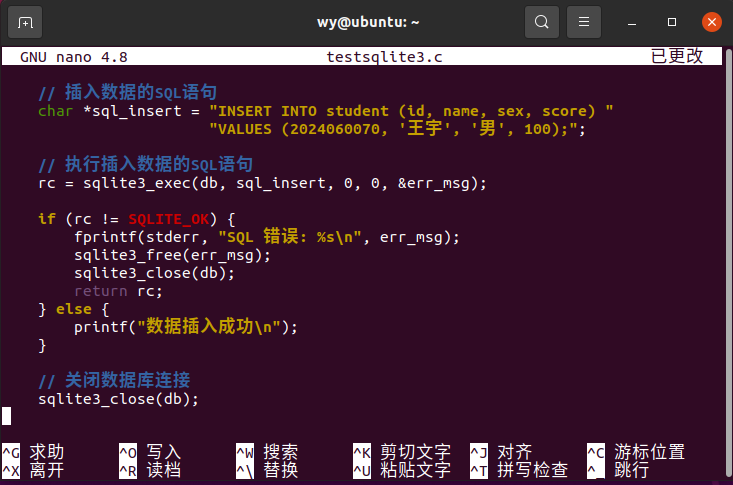 wy@ubuntu: ~
GNU nano 4.8 testsqlite3.c 已更改
// 插入数据的SQL语句
char *sql_insert = "INSERT INTO student (id, name, sex, score) "
"VALUES (2024060070, '王宇', '男', 100);";
// 执行插入数据的SQL语句
rc = sqlite3_exec(db, sql_insert, 0, 0, &err_msg);
if (rc != SQLITE_OK) {
fprintf(stderr, "SQL 错误: %s\n", err_msg);
sqlite3_free(err_msg);
sqlite3_close(db);
return rc;
} else {
printf("数据插入成功\n");
}
// 关闭数据库连接
sqlite3_close(db);
^G 求助 ^O 写入 ^W 搜索 ^K 剪切文字 ^J 对齐 ^C 游标位置
^X 离开 ^R 读档 ^\ 替换 ^U 粘贴文字 ^T 拼写检查 ^_ 跳行